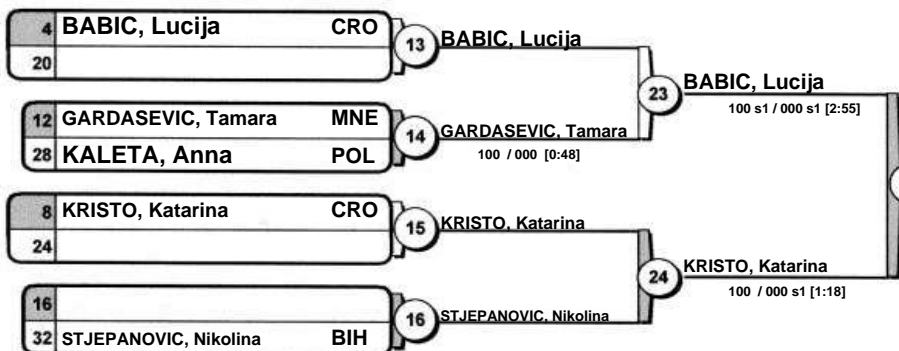 4 BABIC, Lucija CRO
20
13 BABIC, Lucija
12 GARDASEVIC, Tamara MNE
28 KALETA, Anna POL
14 GARDASEVIC, Tamara
100 / 000 [0:48]
23 BABIC, Lucija
100 s1 / 000 s1 [2:55]
8 KRISTO, Katarina CRO
24
15 KRISTO, Katarina
16
32 STJEPANOVIC, Nikolina BIH
16 STJEPANOVIC, Nikolina
24 KRISTO, Katarina
100 / 000 s1 [1:18]